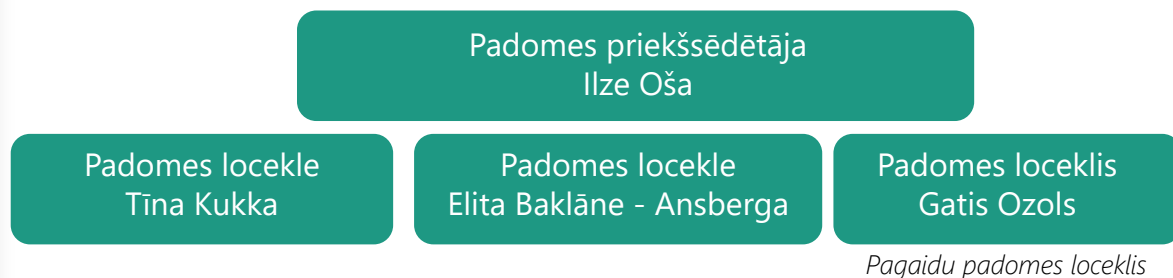 Padomes priekšsēdētāja
Ilze Oša
Padomes locekle
Tīna Kukka
Padomes locekle
Elita Baklāne - Ansberga
Padomes loceklis
Gatis Ozols
Pagaidu padomes loceklis